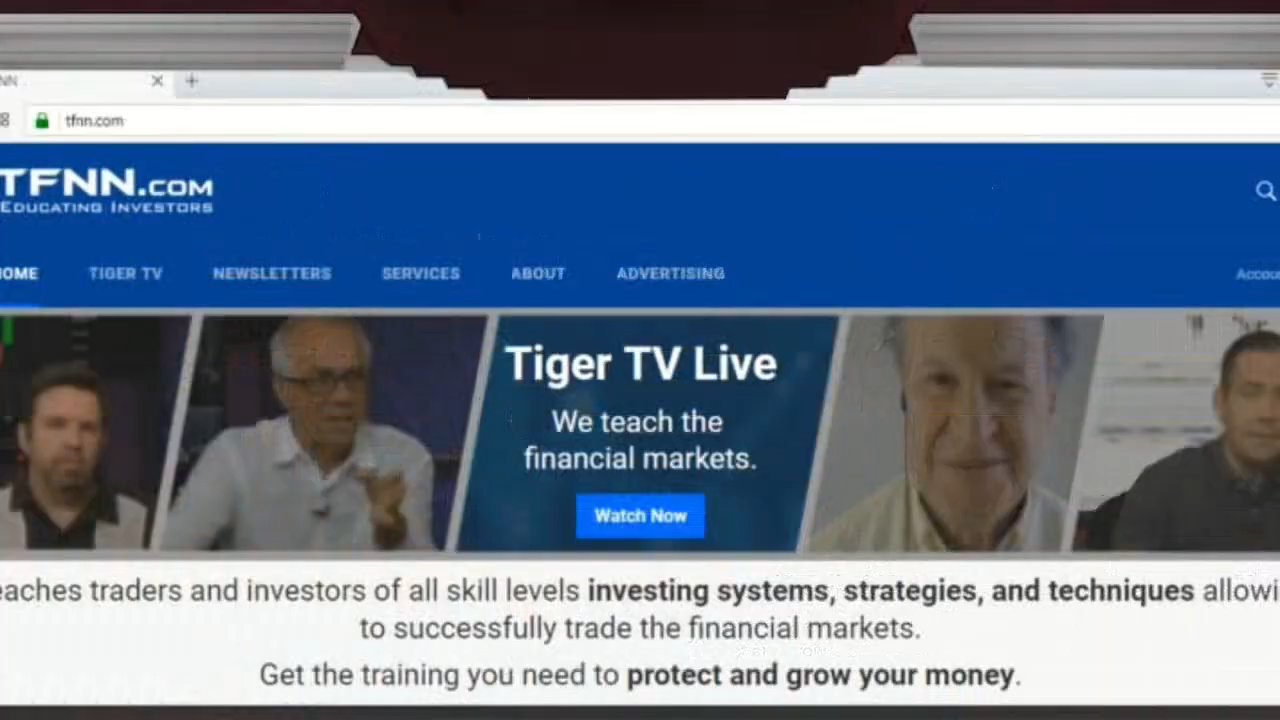 NN
tfnn.com
TFNN.COM
EDUCATING INVESTORS
HOME TIGER TV NEWSLETTERS SERVICES ABOUT ADVERTISING
Accou
Tiger TV Live
We teach the
financial markets.
Watch Now
eaches traders and investors of all skill levels investing systems, strategies, and techniques allowi
to successfully trade the financial markets.
Get the training you need to protect and grow your money.